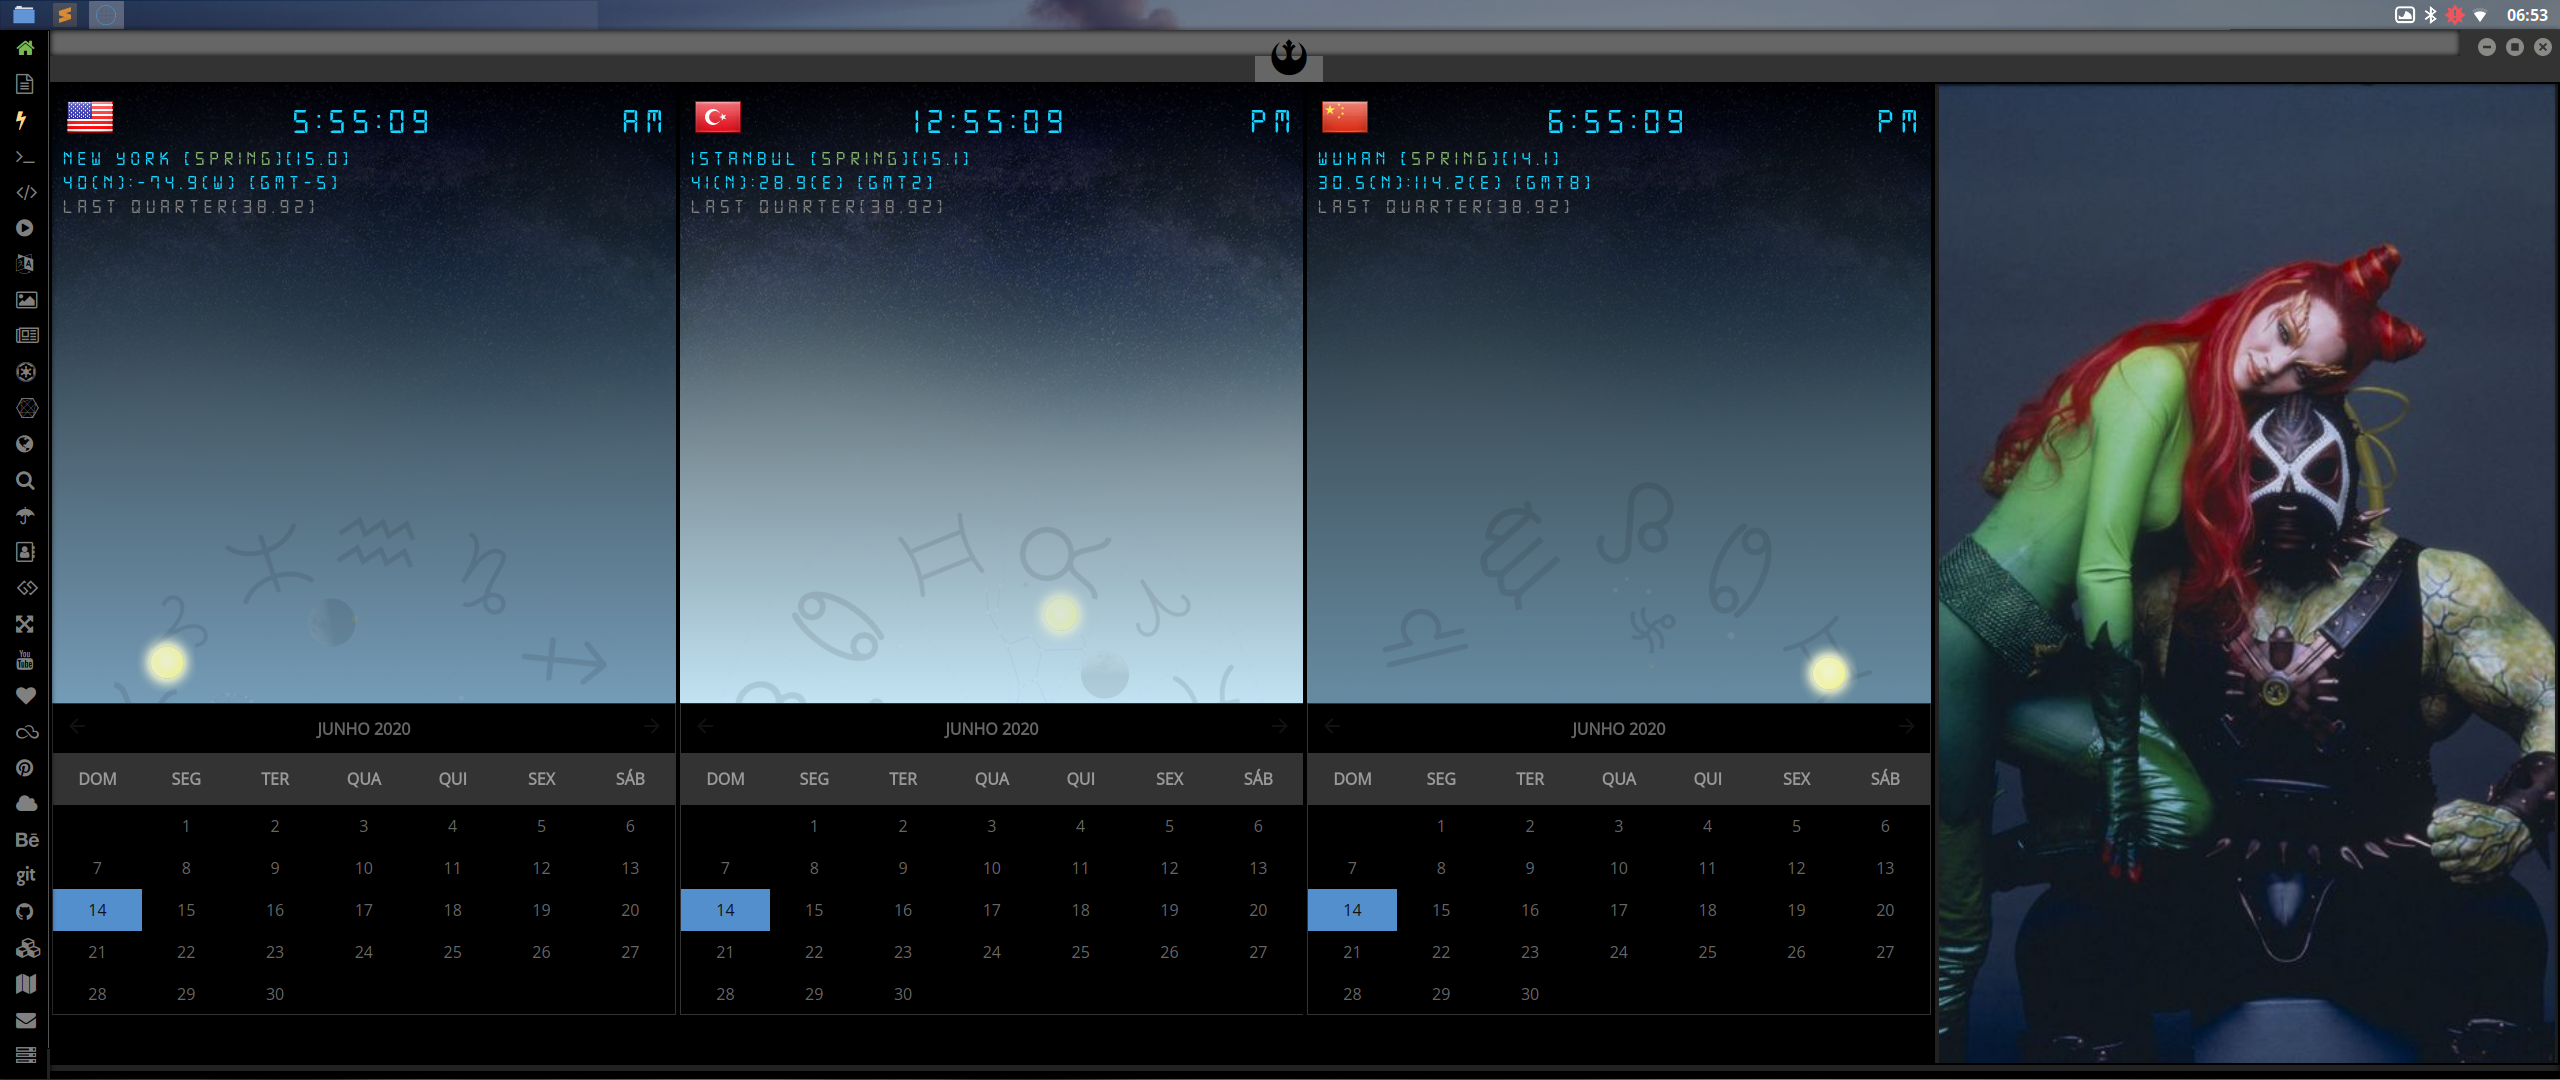 06:53
5:55:09 AM
NEW YORK [SPRING][15.0]
40(N):-74.9(W) [GMT-5]
LAST QUARTER[38.92]
12:55:09 PM
ISTANBUL [SPRING][15.1]
41(N):28.9(E) [GMT2]
LAST QUARTER[38.92]
6:55:09 PM
WUHAN [SPRING][14.1]
30.5(N):114.2(E) [GMT8]
LAST QUARTER[38.92]
You
Tube
Bē
git
JUNHO 2020
DOM SEG TER QUA QUI SEX SÁB
1 2 3 4 5 6
7 8 9 10 11 12 13
14 15 16 17 18 19 20
21 22 23 24 25 26 27
28 29 30
JUNHO 2020
DOM SEG TER QUA QUI SEX SÁB
1 2 3 4 5 6
7 8 9 10 11 12 13
14 15 16 17 18 19 20
21 22 23 24 25 26 27
28 29 30
JUNHO 2020
DOM SEG TER QUA QUI SEX SÁB
1 2 3 4 5 6
7 8 9 10 11 12 13
14 15 16 17 18 19 20
21 22 23 24 25 26 27
28 29 30